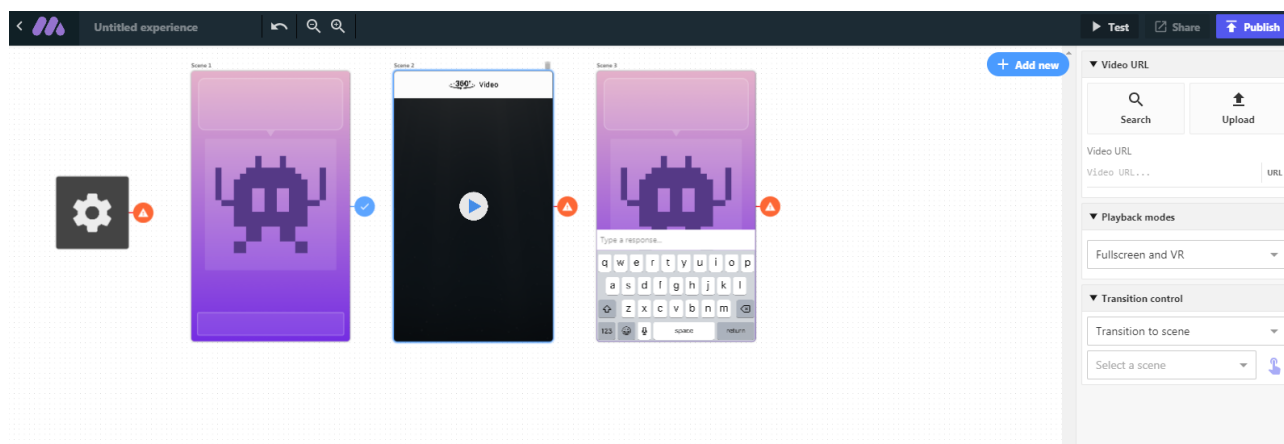 Untitled experience
Test
Share
Publish
Scene 1
Scene 2
Scene 3
Add new
360° Video
Type a response...
q w e r t y u i o p
a s d f g h j k l
z x c v b n m
123 space return
Video URL
Search
Upload
Video URL
Video URL...
URL
Playback modes
Fullscreen and VR
Transition control
Transition to scene
Select a scene